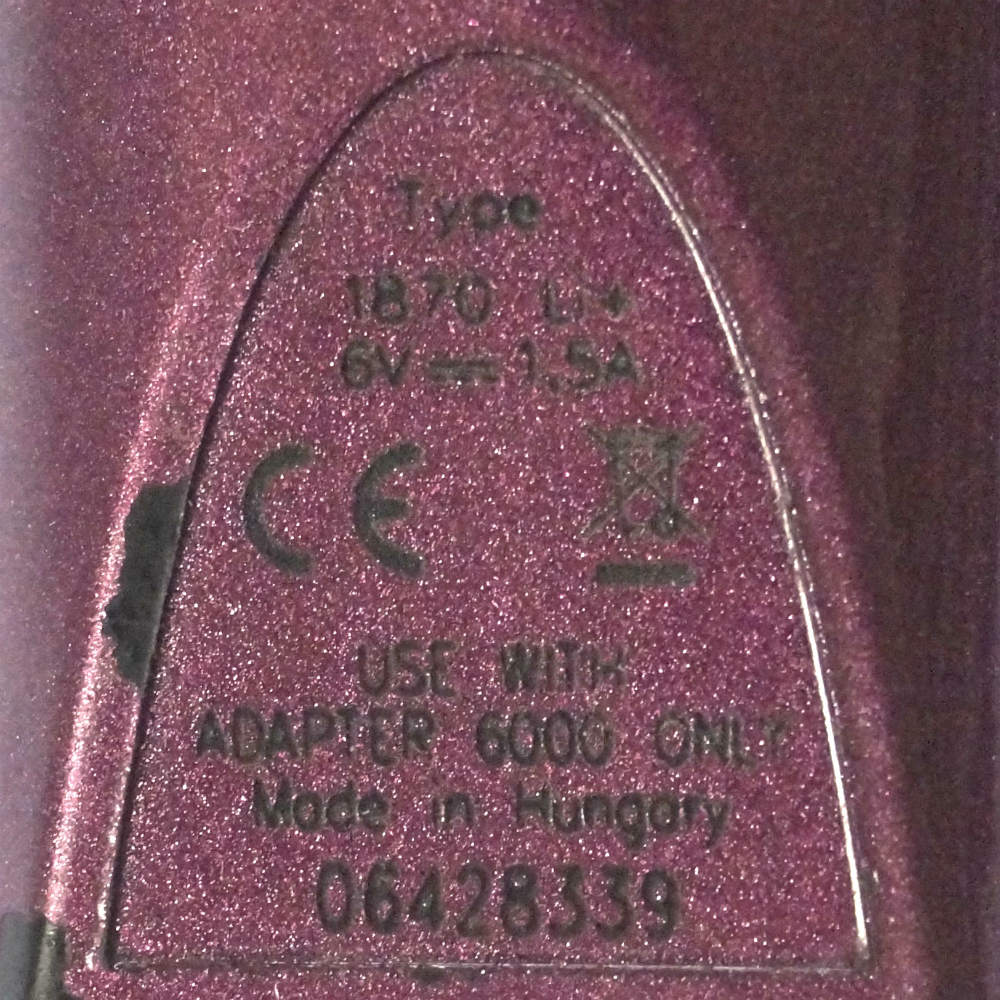 Type
1870 Li+
6V 1.5A
CE
USE WITH
ADAPTER 6000 ONLY
Made in Hungary
06428339